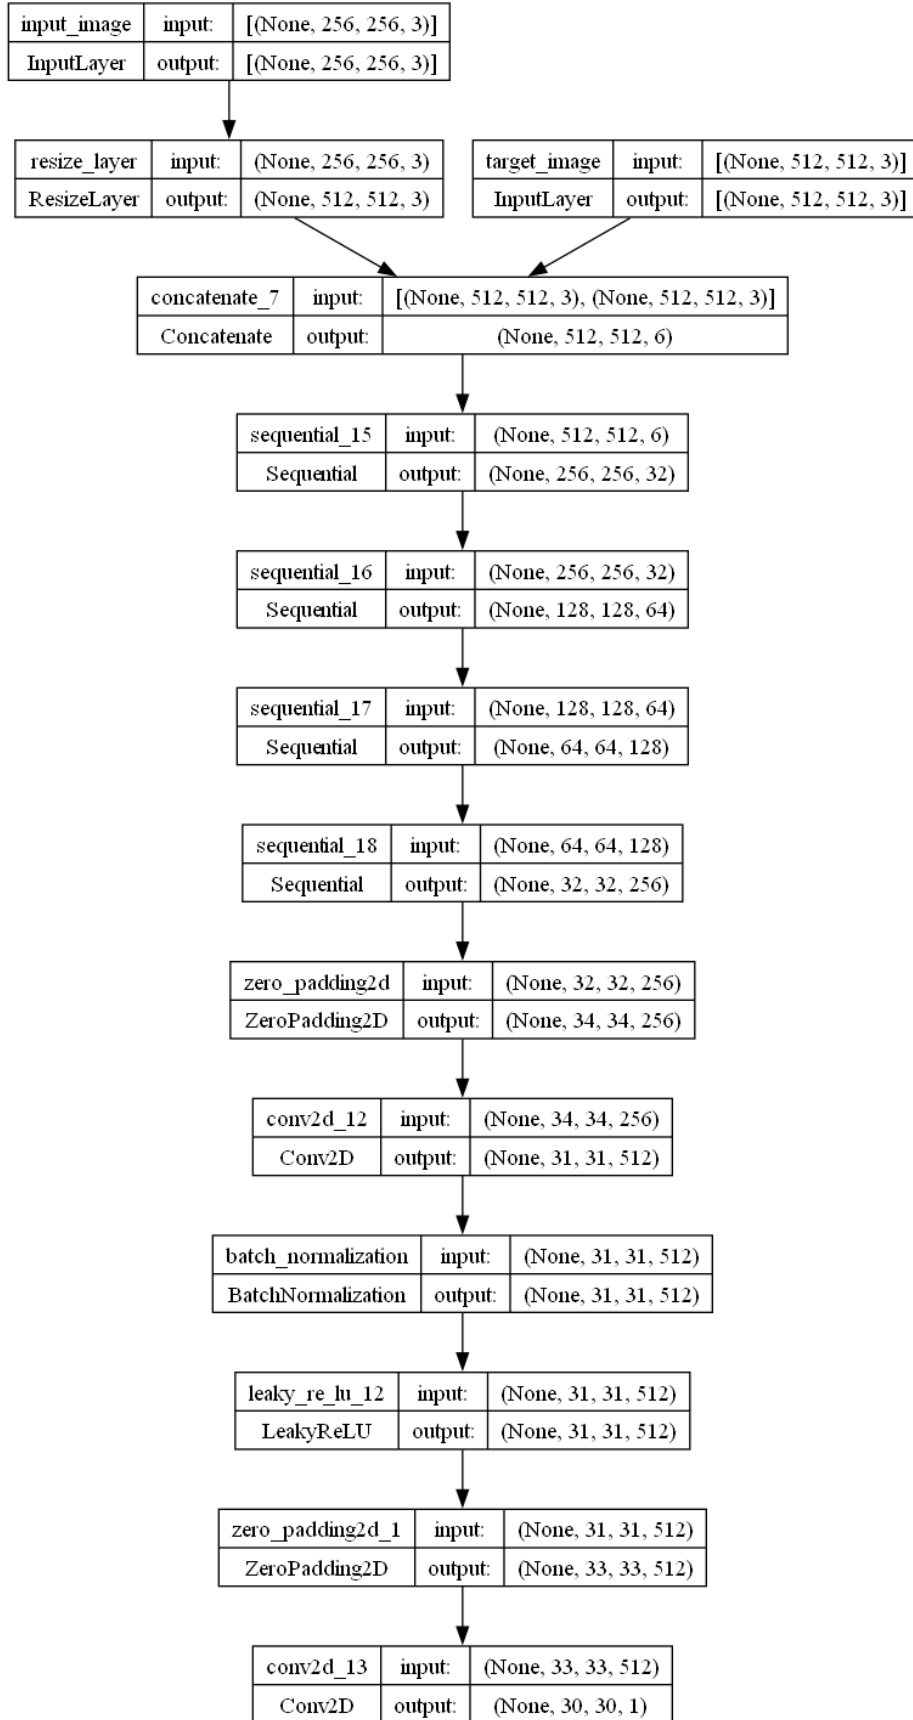 input_image input: [(None, 256, 256, 3)]
InputLayer output: [(None, 256, 256, 3)]
resize_layer input: (None, 256, 256, 3)
ResizeLayer output: (None, 512, 512, 3)
target_image input: [(None, 512, 512, 3)]
InputLayer output: [(None, 512, 512, 3)]
concatenate_7 input: [(None, 512, 512, 3), (None, 512, 512, 3)]
Concatenate output: (None, 512, 512, 6)
sequential_15 input: (None, 512, 512, 6)
Sequential output: (None, 256, 256, 32)
sequential_16 input: (None, 256, 256, 32)
Sequential output: (None, 128, 128, 64)
sequential_17 input: (None, 128, 128, 64)
Sequential output: (None, 64, 64, 128)
sequential_18 input: (None, 64, 64, 128)
Sequential output: (None, 32, 32, 256)
zero_padding2d input: (None, 32, 32, 256)
ZeroPadding2D output: (None, 34, 34, 256)
conv2d_12 input: (None, 34, 34, 256)
Conv2D output: (None, 31, 31, 512)
batch_normalization input: (None, 31, 31, 512)
BatchNormalization output: (None, 31, 31, 512)
leaky_re_lu_12 input: (None, 31, 31, 512)
LeakyReLU output: (None, 31, 31, 512)
zero_padding2d_1 input: (None, 31, 31, 512)
ZeroPadding2D output: (None, 33, 33, 512)
conv2d_13 input: (None, 33, 33, 512)
Conv2D output: (None, 30, 30, 1)